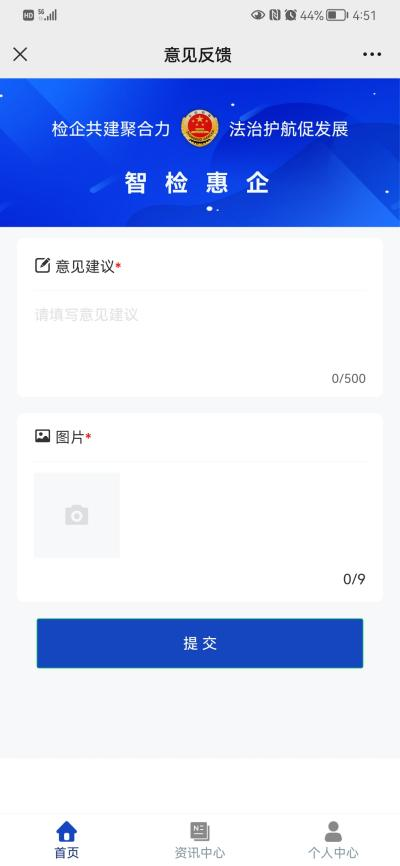 HD 5G 44% 4:51
意见反馈
检企共建聚合力 法治护航促发展
智检惠企
意见建议*
请填写意见建议
0/500
图片*
0/9
提交
首页 资讯中心 个人中心